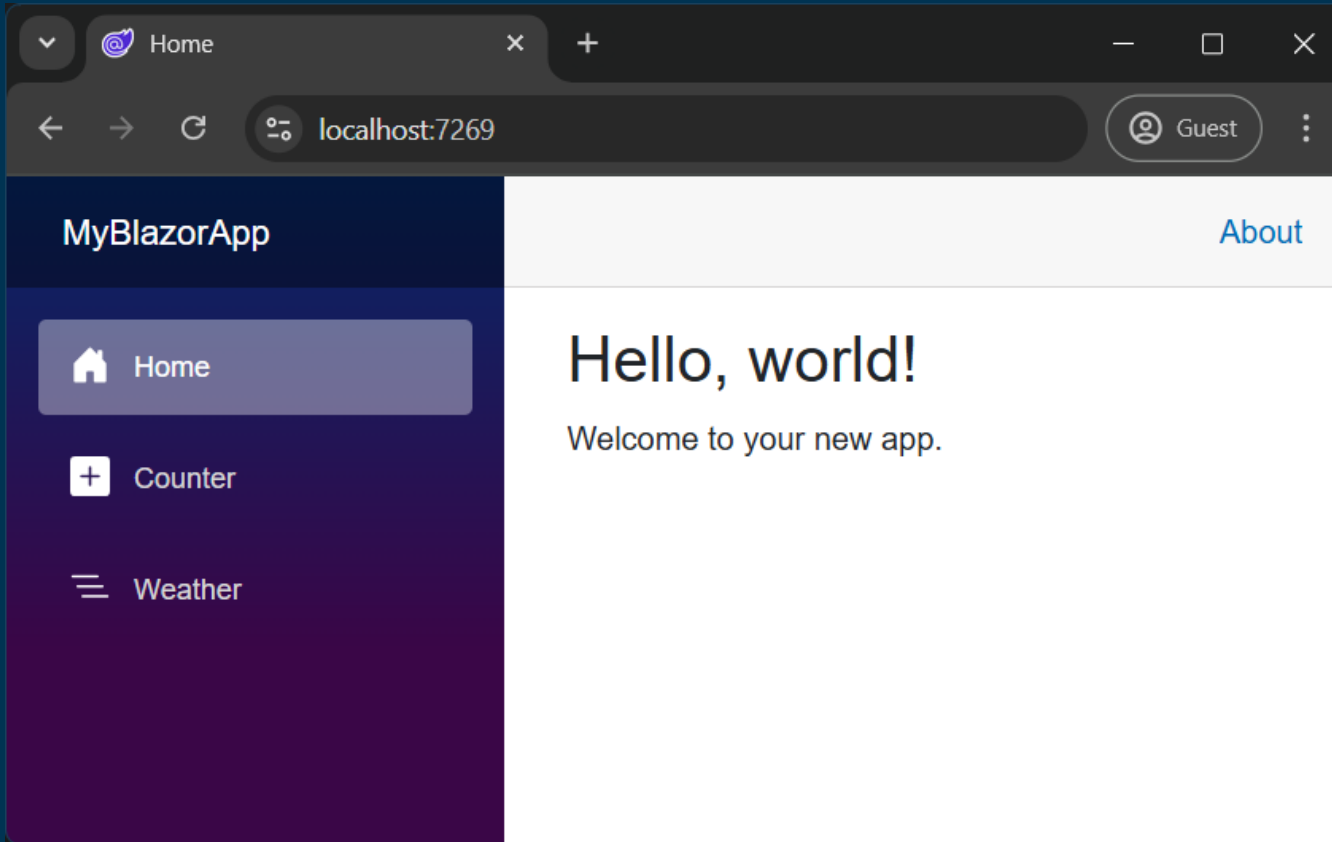 Home
localhost:7269
Guest
MyBlazorApp
About
Home
Hello, world!
Welcome to your new app.
Counter
Weather